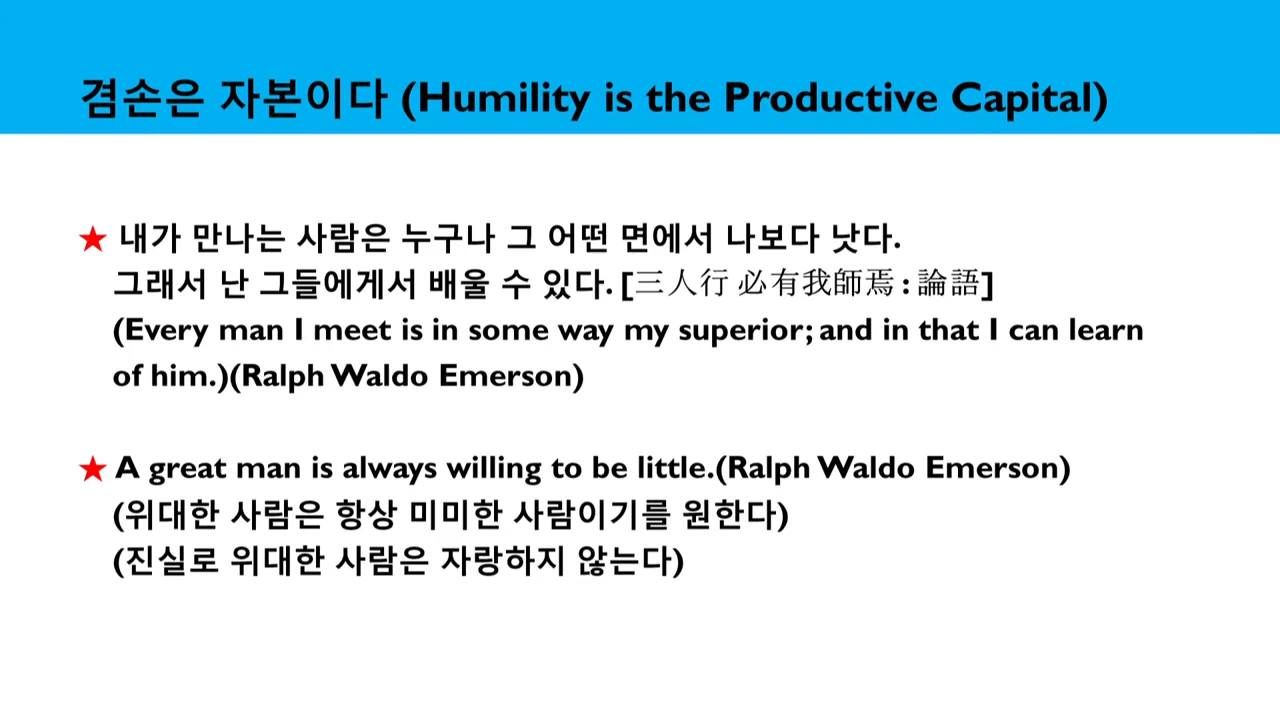 겸손은 자본이다 (Humility is the Productive Capital)
★ 내가 만나는 사람은 누구나 그 어떤 면에서 나보다 낫다.
그래서 난 그들에게서 배울 수 있다. [三人行 必有我師焉 : 論語]
(Every man I meet is in some way my superior; and in that I can learn
of him.)(Ralph Waldo Emerson)
★ A great man is always willing to be little.(Ralph Waldo Emerson)
(위대한 사람은 항상 미미한 사람이기를 원한다)
(진실로 위대한 사람은 자랑하지 않는다)